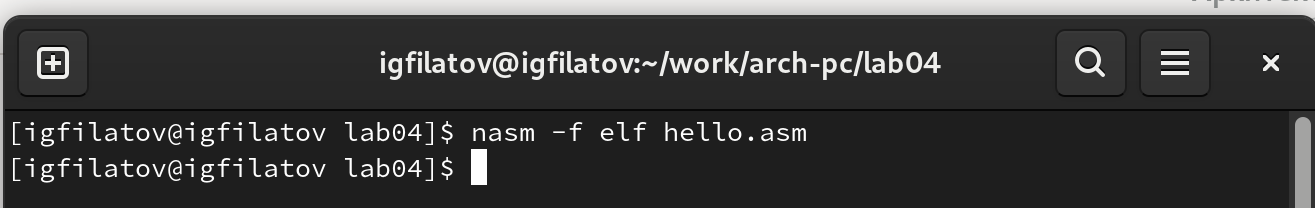 igfilatov@igfilatov:~/work/arch-pc/lab04
[igfilatov@igfilatov lab04]$ nasm -f elf hello.asm
[igfilatov@igfilatov lab04]$